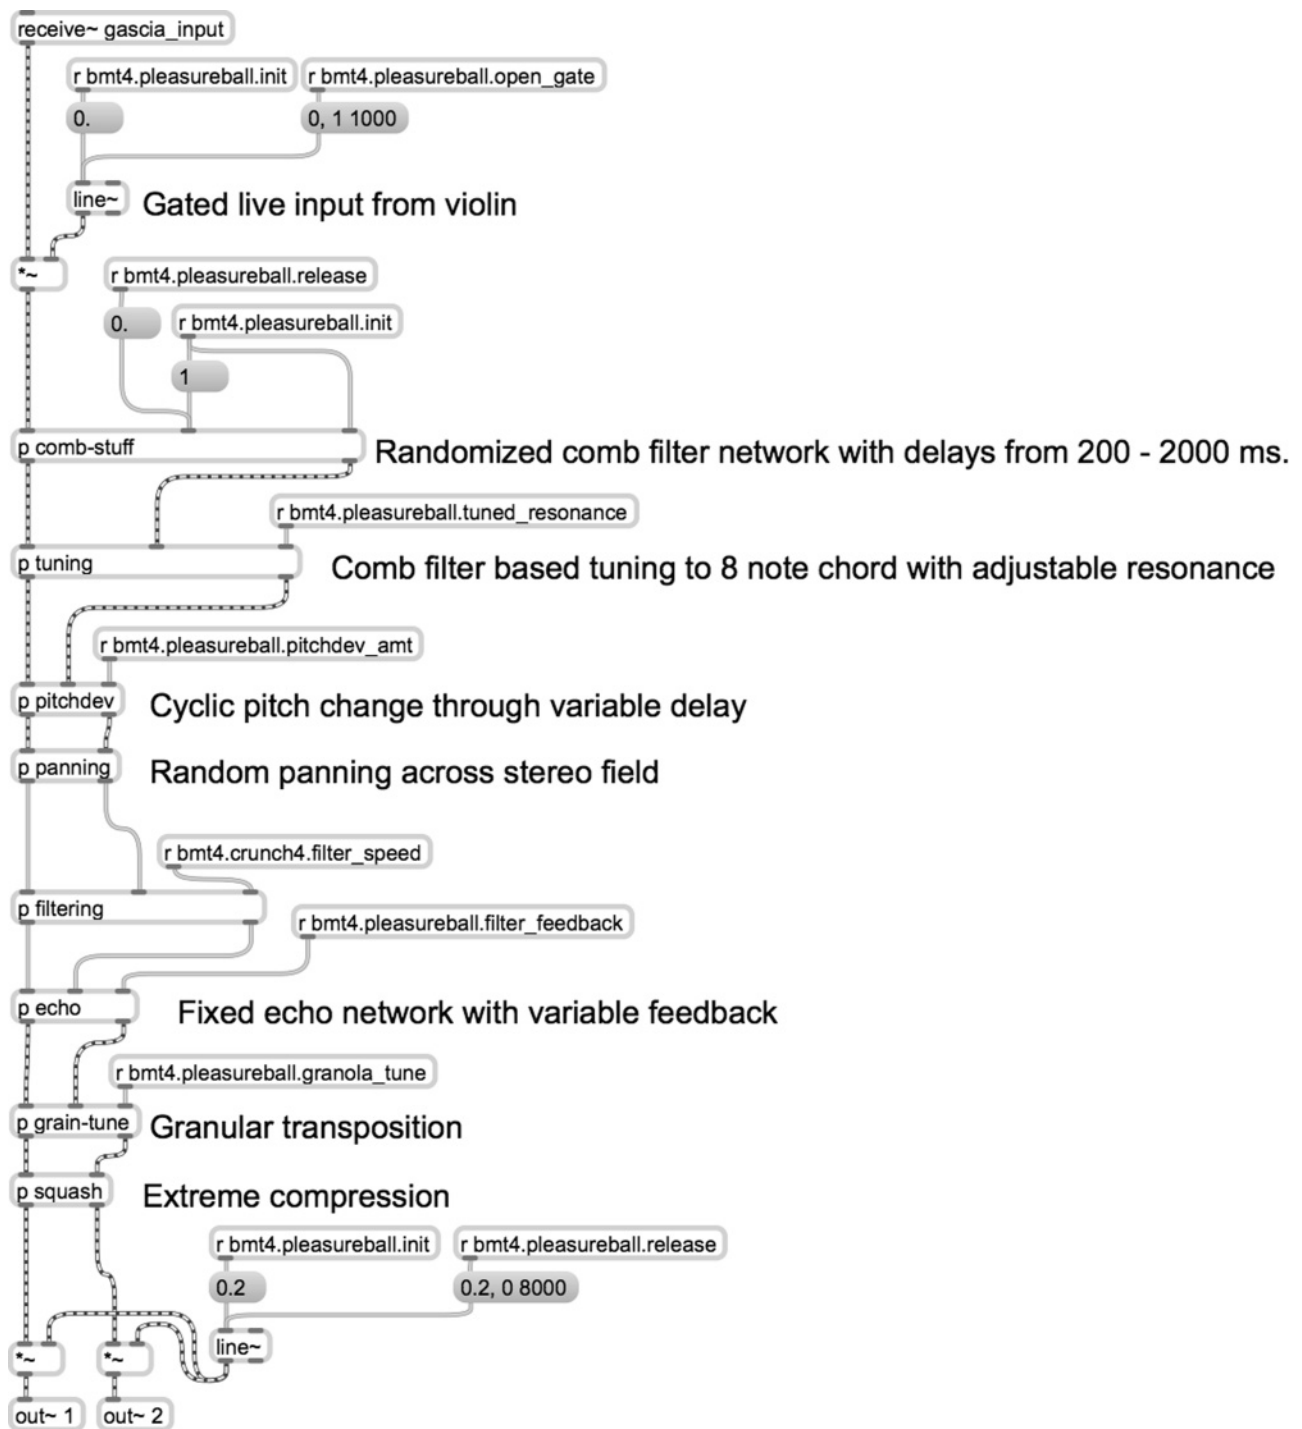 receive~ gascia_input
r bmt4.pleasureball.init
r bmt4.pleasureball.open_gate
0.
0, 1 1000
line~
Gated live input from violin
*~
r bmt4.pleasureball.release
0.
r bmt4.pleasureball.init
1
p comb-stuff
Randomized comb filter network with delays from 200 - 2000 ms.
r bmt4.pleasureball.tuned_resonance
p tuning
Comb filter based tuning to 8 note chord with adjustable resonance
r bmt4.pleasureball.pitchdev_amt
p pitchdev
Cyclic pitch change through variable delay
p panning
Random panning across stereo field
r bmt4.crunch4.filter_speed
p filtering
r bmt4.pleasureball.filter_feedback
p echo
Fixed echo network with variable feedback
r bmt4.pleasureball.granola_tune
p grain-tune
Granular transposition
p squash
Extreme compression
r bmt4.pleasureball.init
r bmt4.pleasureball.release
0.2
0.2, 0 8000
line~
*~
*~
out~ 1
out~ 2